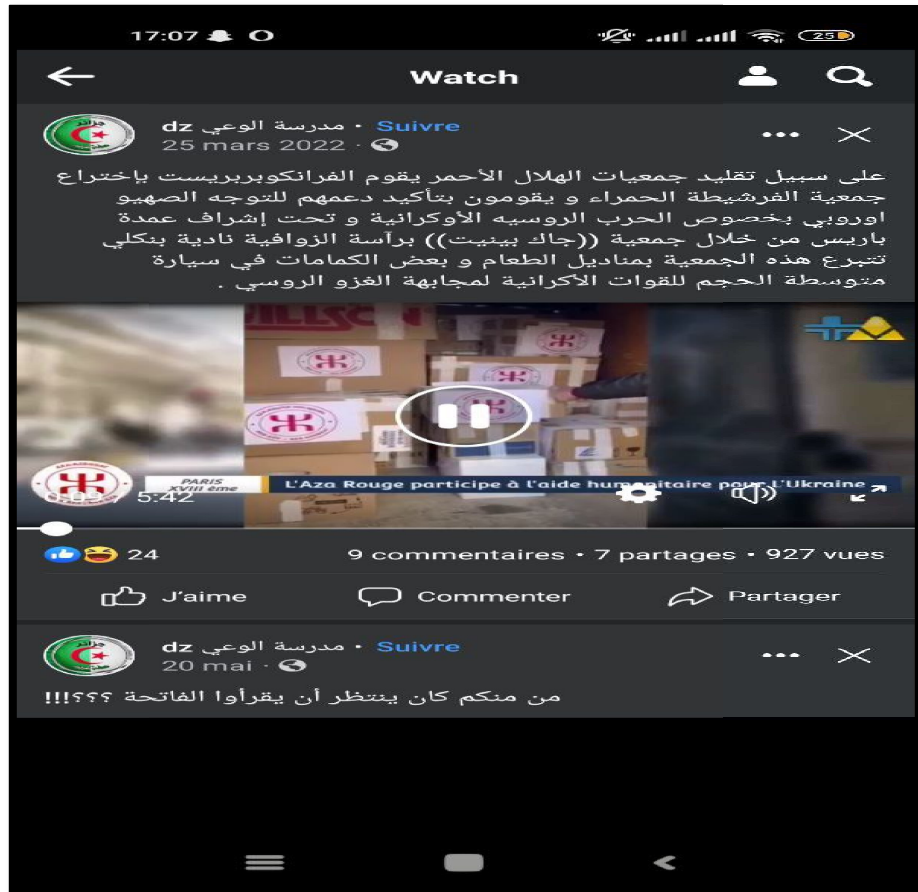 17:07
25
Watch
مدرسة الوعي dz • Suivre
25 mars 2022 ·
على سبيل تقليد جمعيات الهلال الأحمر يقوم الفرانكوبربريست بإختراع
جمعية الفرشيطة الحمراء و يقومون بتأكيد دعمهم للتوجه الصهيو
اوروبي بخصوص الحرب الروسيه الأوكرانية و تحت إشراف عمدة
باريس من خلال جمعية ((جاك بينيت)) برآسة الزوافية نادية بنكلي
تتبرع هذه الجمعية بمناديل الطعام و بعض الكمامات في سيارة
متوسطة الحجم للقوات الأكرانية لمجابهة الغزو الروسي .
PARIS
XVIII ème
L'Aza Rouge participe à l'aide humanitaire pour L'Ukraine
5:42
24
9 commentaires • 7 partages • 927 vues
J'aime
Commenter
Partager
مدرسة الوعي dz • Suivre
20 mai ·
من منكم كان ينتظر أن يقرأوا الفاتحة ؟؟؟!!!